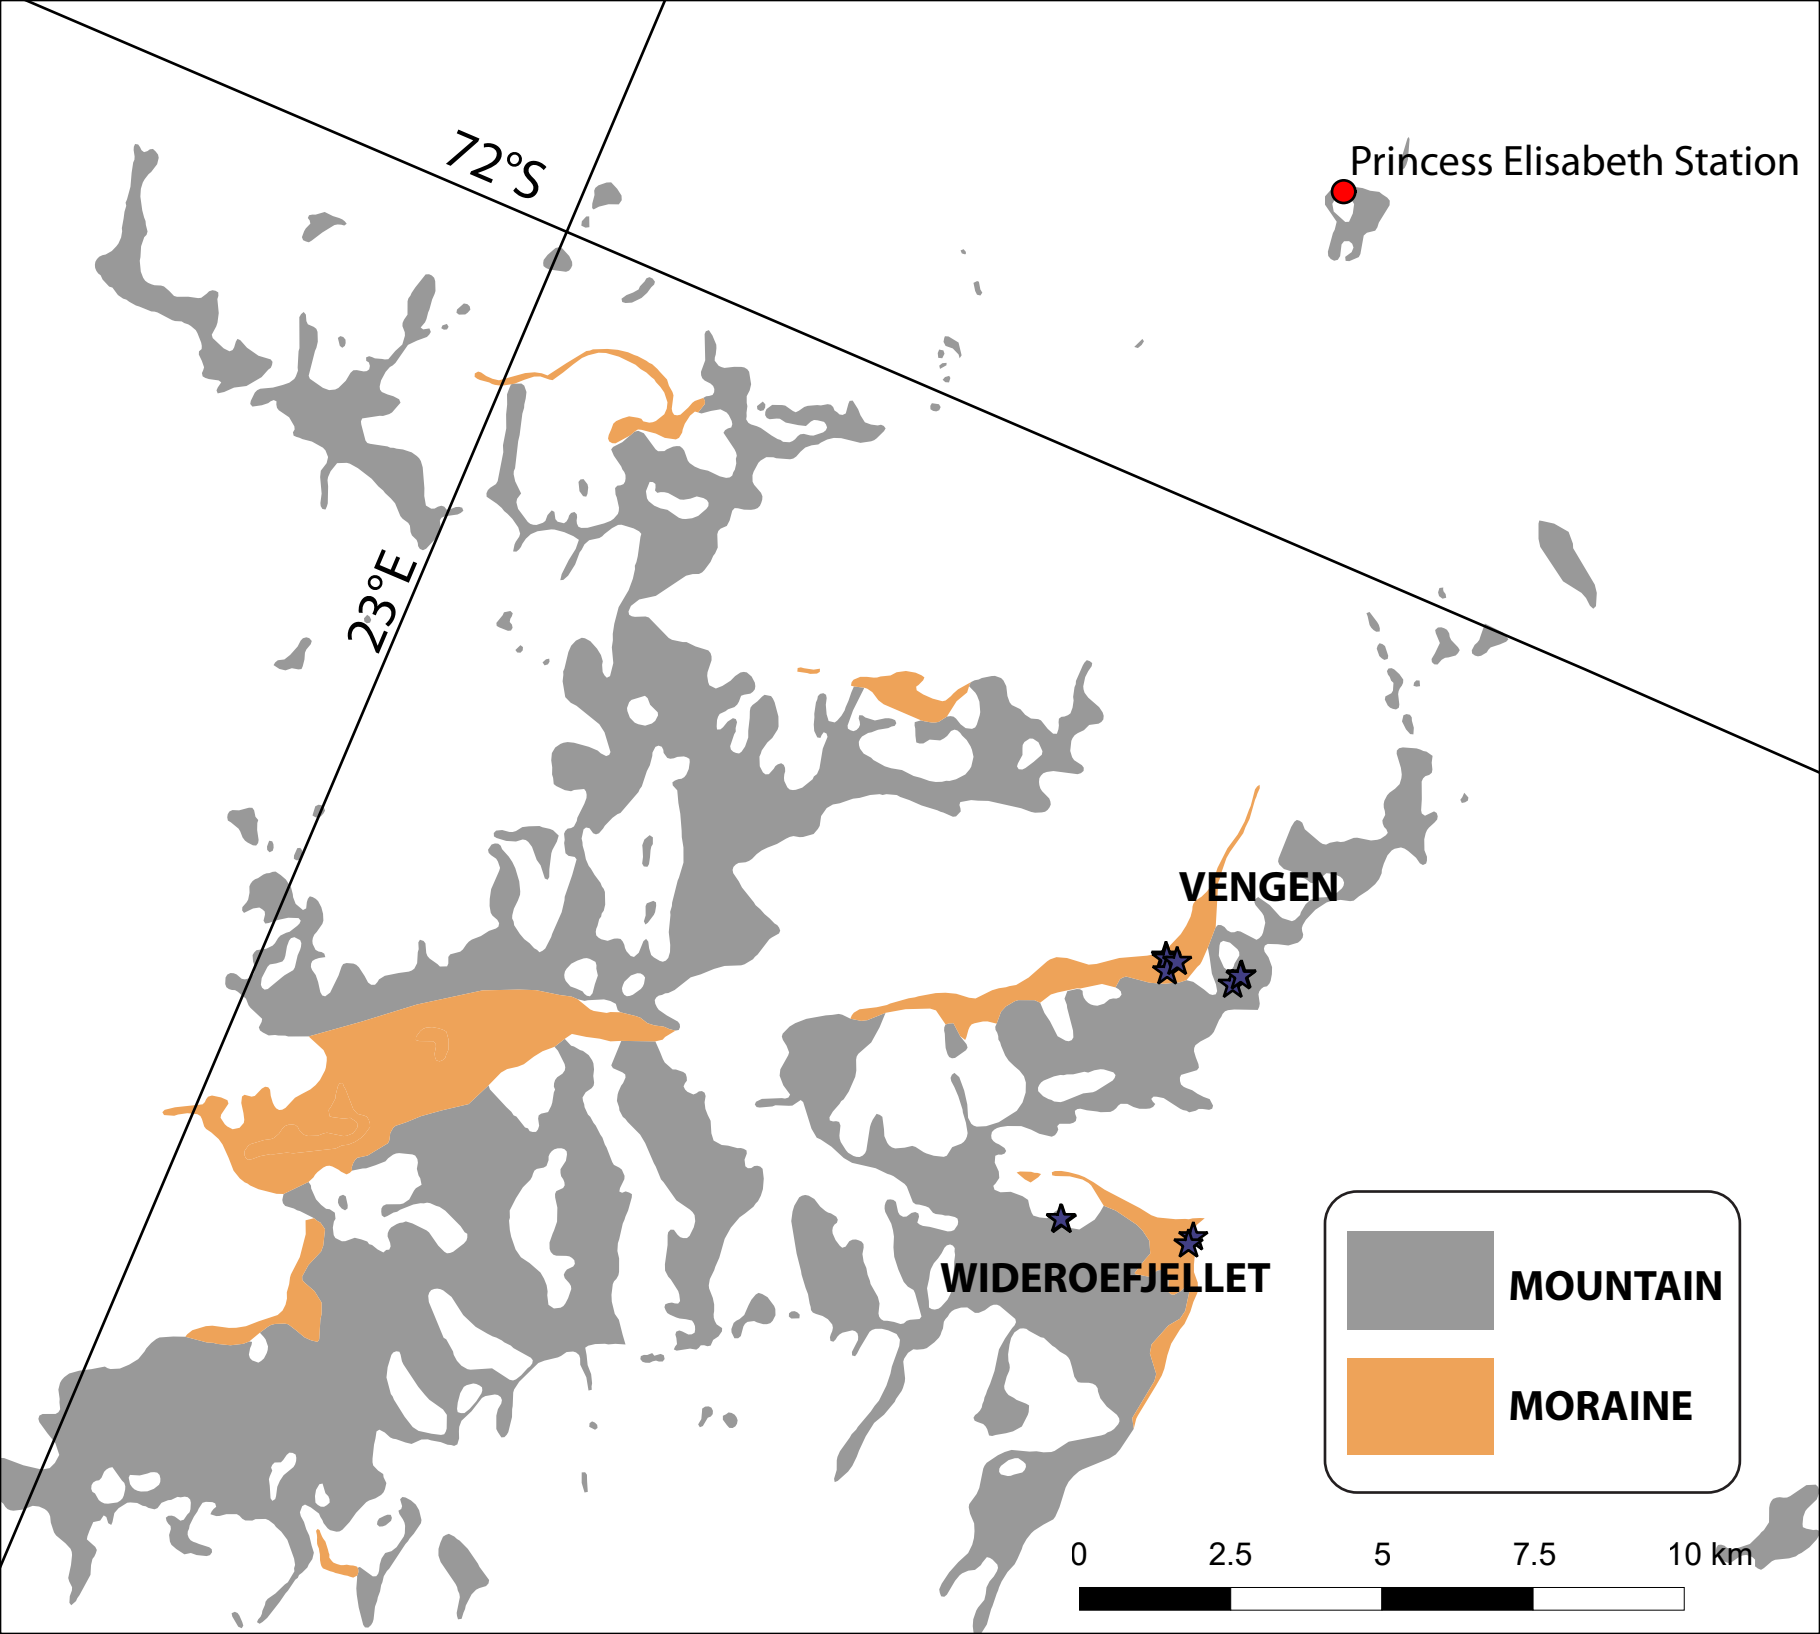 72°S
Princess Elisabeth Station
23°E
VENGEN
WIDEROEFJELLET
MOUNTAIN
MORAINE
0 2.5 5 7.5 10 km